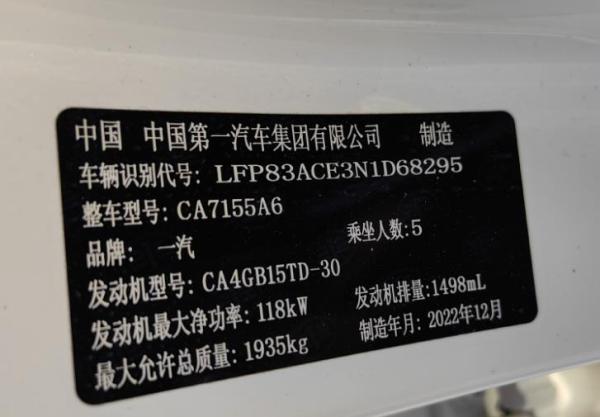 中国 中国第一汽车集团有限公司 制造
车辆识别代号: LFP83ACE3N1D68295
整车型号: CA7155A6
品牌: 一汽 乘坐人数:5
发动机型号: CA4GB15TD-30
发动机最大净功率: 118kW 发动机排量:1498mL
最大允许总质量: 1935kg 制造年月: 2022年12月